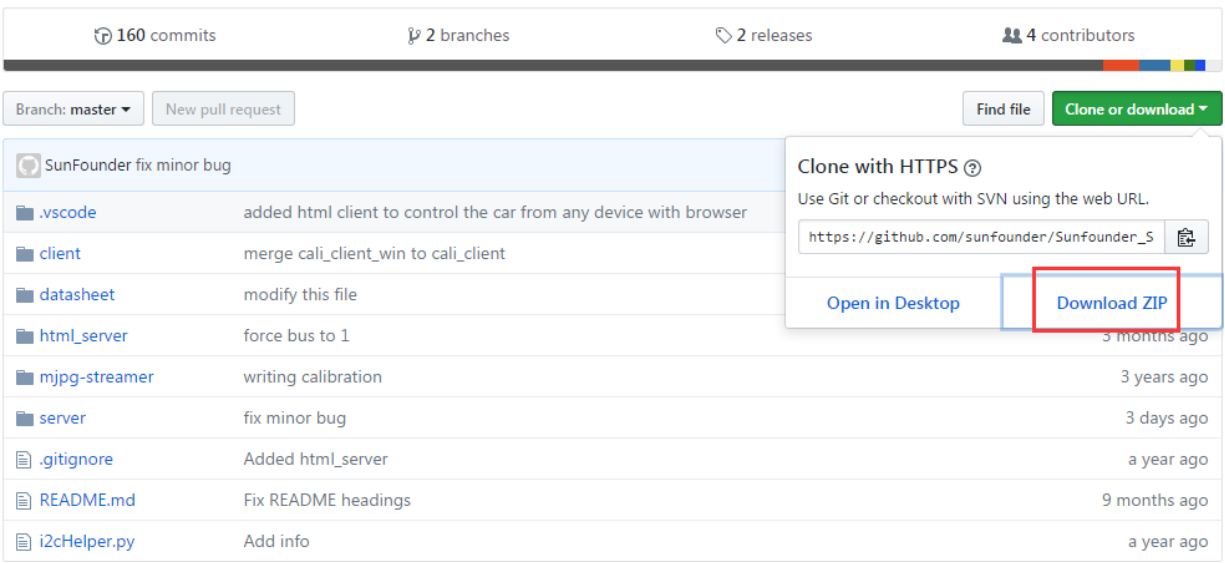 160 commits 2 branches 2 releases 4 contributors
Branch: master New pull request Find file Clone or download
SunFounder fix minor bug
Clone with HTTPS
Use Git or checkout with SVN using the web URL.
https://github.com/sunfounder/Sunfounder_S
Open in Desktop Download ZIP
.vscode added html client to control the car from any device with browser
client merge cali_client_win to cali_client
datasheet modify this file
html_server force bus to 1 3 months ago
mjpg-streamer writing calibration 3 years ago
server fix minor bug 3 days ago
.gitignore Added html_server a year ago
README.md Fix README headings 9 months ago
i2cHelper.py Add info a year ago